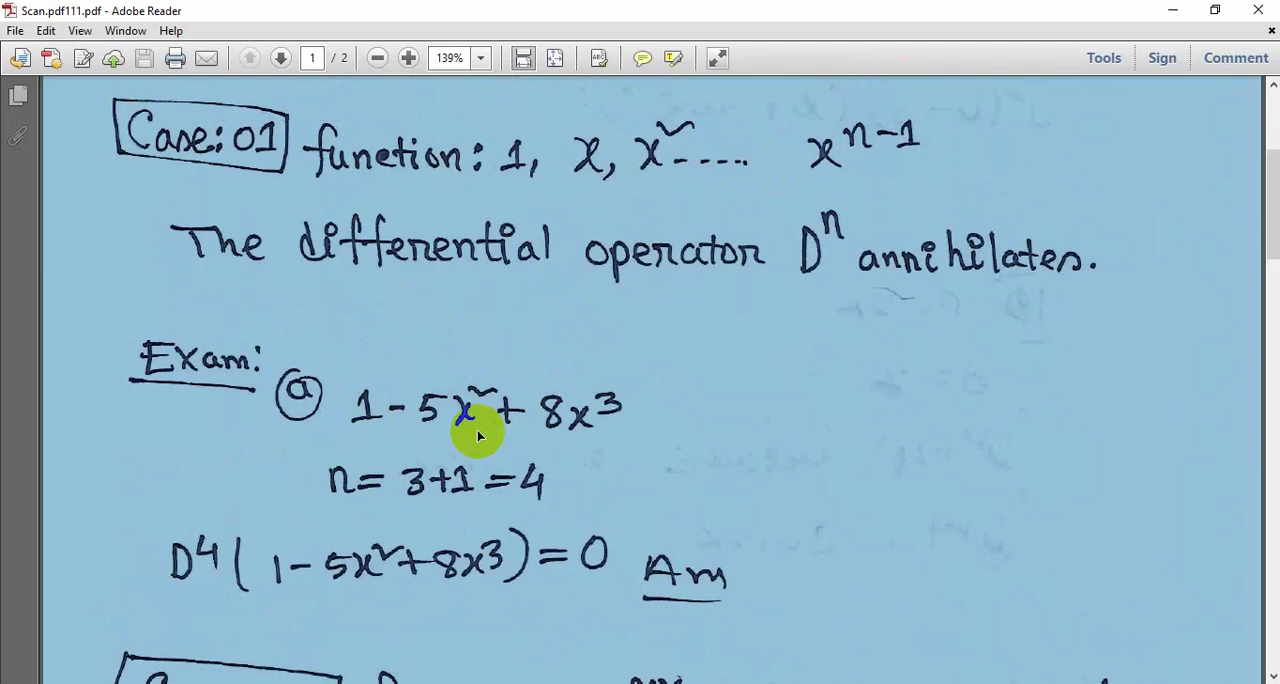 Scan.pdf111.pdf - Adobe Reader
File Edit View Window Help
1 / 2 139% Tools Sign Comment
Case: 01 function: 1, x, x² ----- x^{n-1}
The differential operator Dⁿ annihilates.
Exam:
ⓐ 1 - 5x² + 8x³
n = 3+1 = 4
D⁴(1 - 5x² + 8x³) = 0 Am